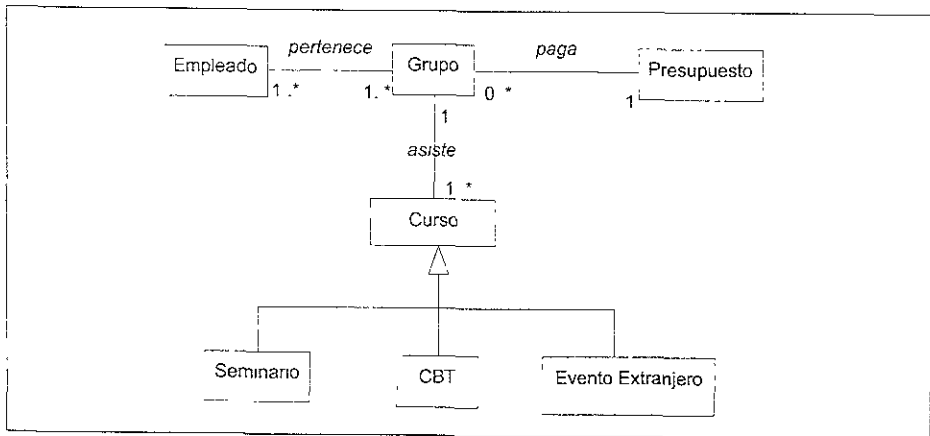 pertenece
paga
Empleado
Grupo
Presupuesto
1.*
1.*
0 *
1
1
asiste
1 *
Curso
Seminario
CBT
Evento Extranjero